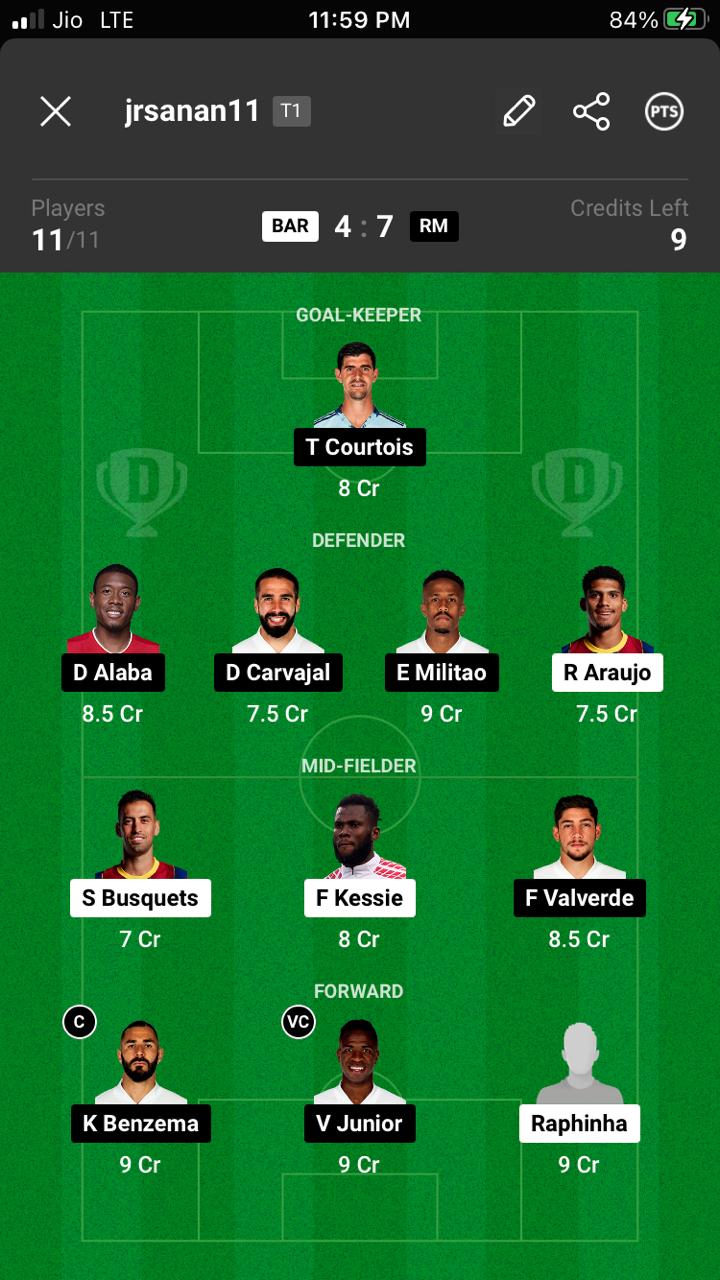 Jio LTE 11:59 PM 84%
jrsanan11 T1 PTS
Players Credits Left
11/11 BAR 4 : 7 RM 9
GOAL-KEEPER
T Courtois
8 Cr
D D
DEFENDER
D Alaba D Carvajal E Militao R Araujo
8.5 Cr 7.5 Cr 9 Cr 7.5 Cr
MID-FIELDER
S Busquets F Kessie F Valverde
7 Cr 8 Cr 8.5 Cr
FORWARD
C VC
K Benzema V Junior Raphinha
9 Cr 9 Cr 9 Cr